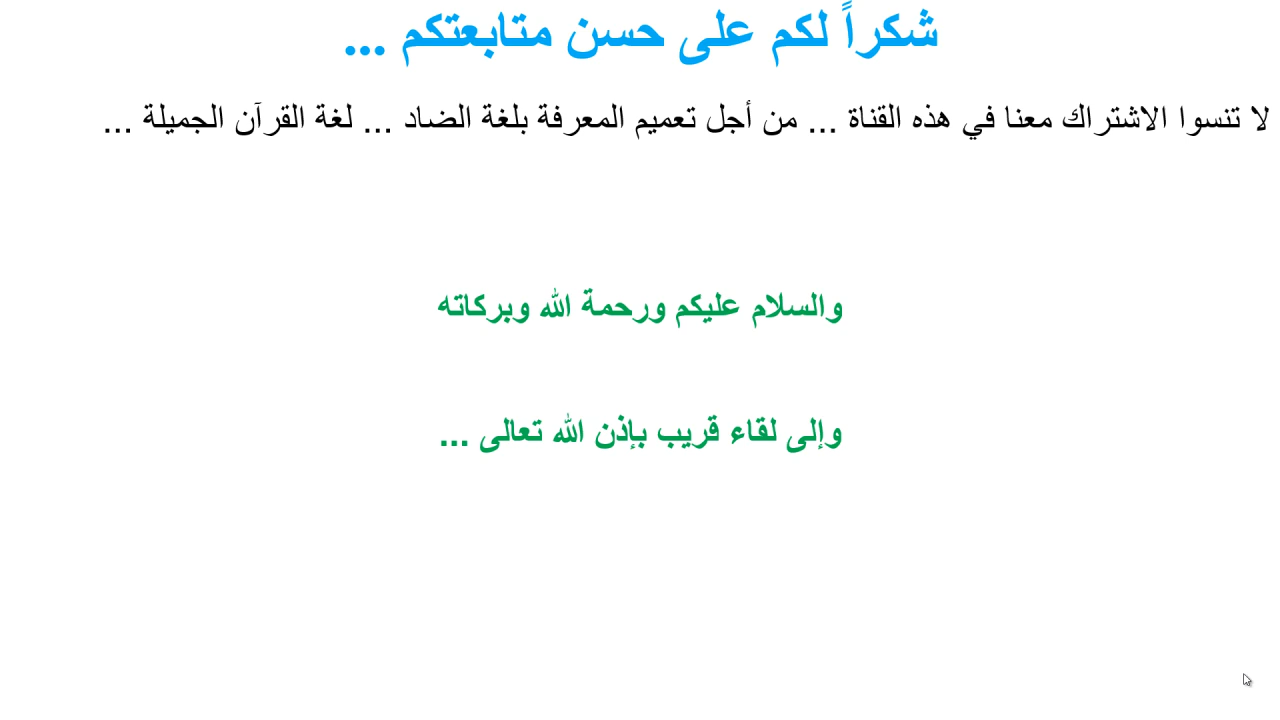 شكراً لكم على حسن متابعتكم ...
لا تنسوا الاشتراك معنا في هذه القناة ... من أجل تعميم المعرفة بلغة الضاد ... لغة القرآن الجميلة ...
والسلام عليكم ورحمة الله وبركاته
وإلى لقاء قريب بإذن الله تعالى ...